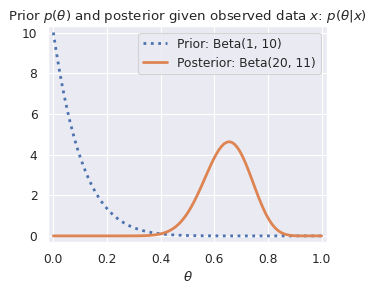 Prior p(θ) and posterior given observed data x: p(θ|x)
10
8
6
4
2
0
Prior: Beta(1, 10)
Posterior: Beta(20, 11)
0.0 0.2 0.4 0.6 0.8 1.0
θ